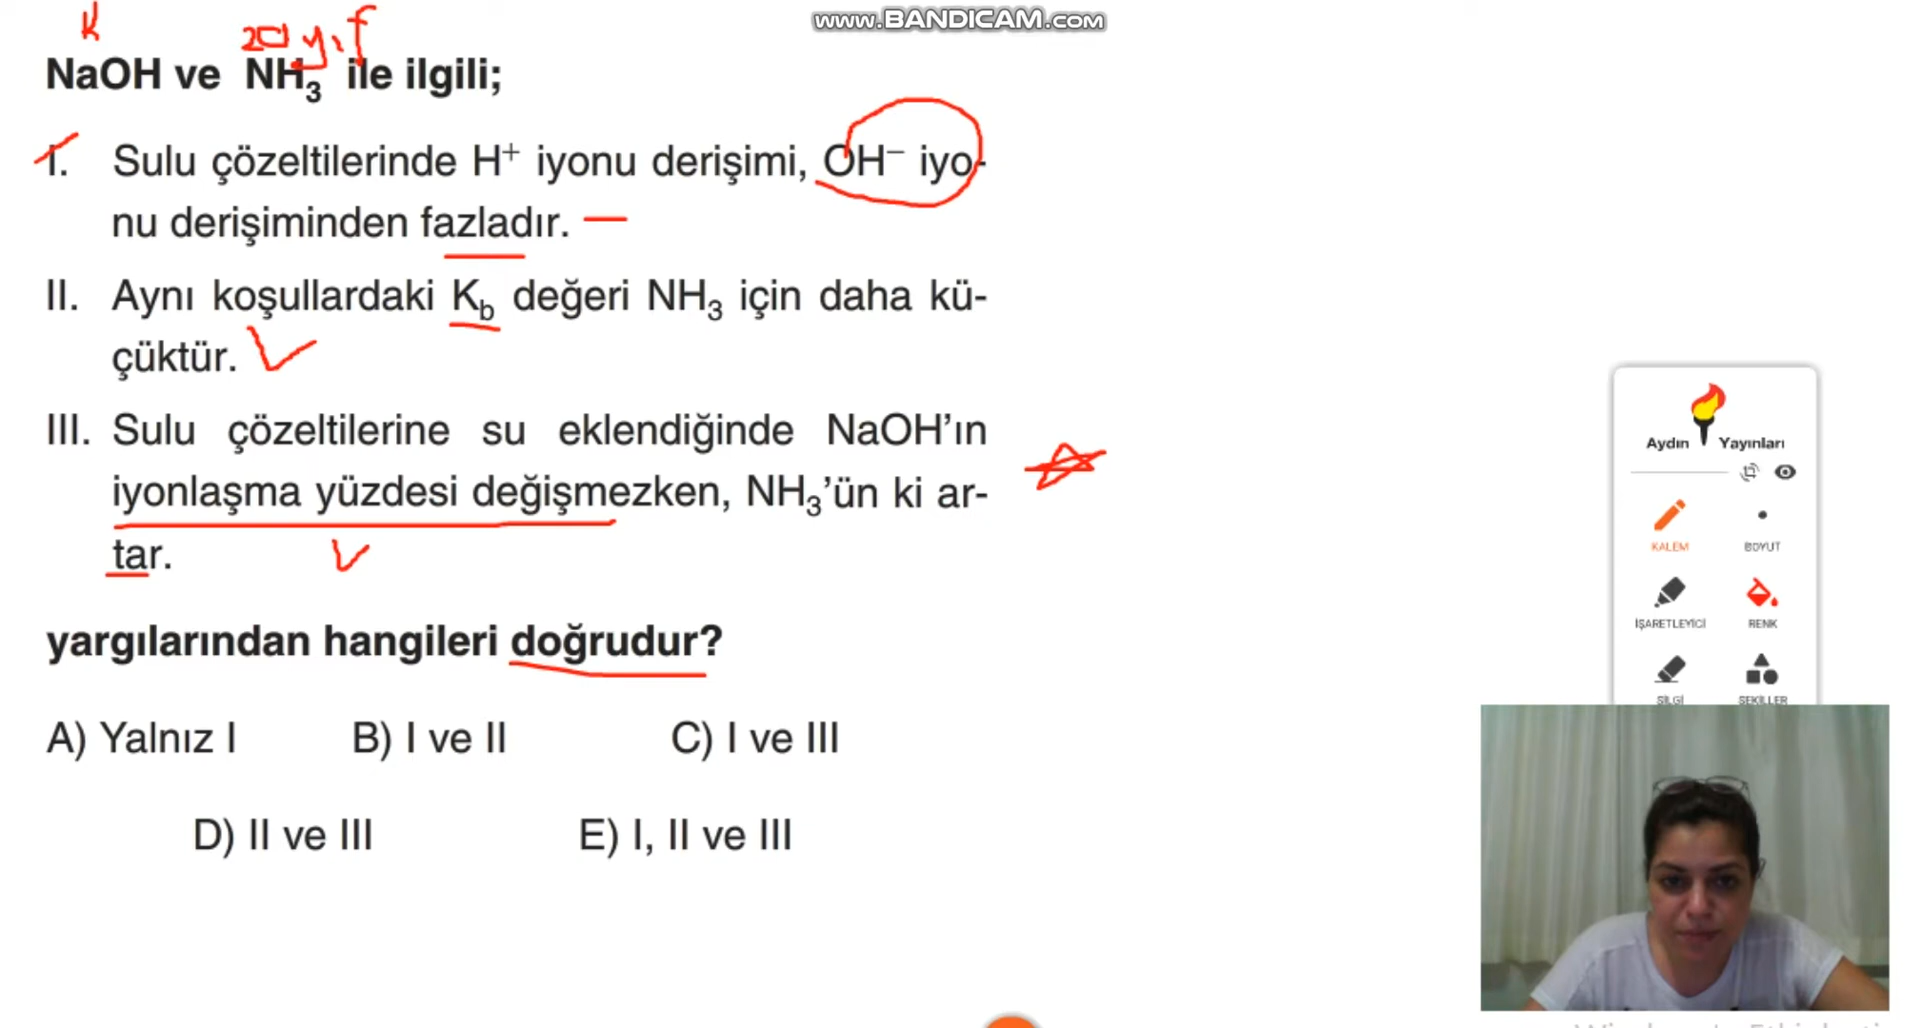 www.BANDICAM.com
K
zayıf
NaOH ve NH₃ ile ilgili;
I. Sulu çözeltilerinde H⁺ iyonu derişimi, OH⁻ iyo-
nu derişiminden fazladır.
II. Aynı koşullardaki K_b değeri NH₃ için daha kü-
çüktür.
III. Sulu çözeltilerine su eklendiğinde NaOH’ın
iyonlaşma yüzdesi değişmezken, NH₃’ün ki ar-
tar.
yargılarından hangileri doğrudur?
A) Yalnız I B) I ve II C) I ve III
D) II ve III E) I, II ve III
Aydın Yayınları
KALEM BOYUT
İŞARETLEYİCİ RENK
SİLGİ ŞEKİLLER